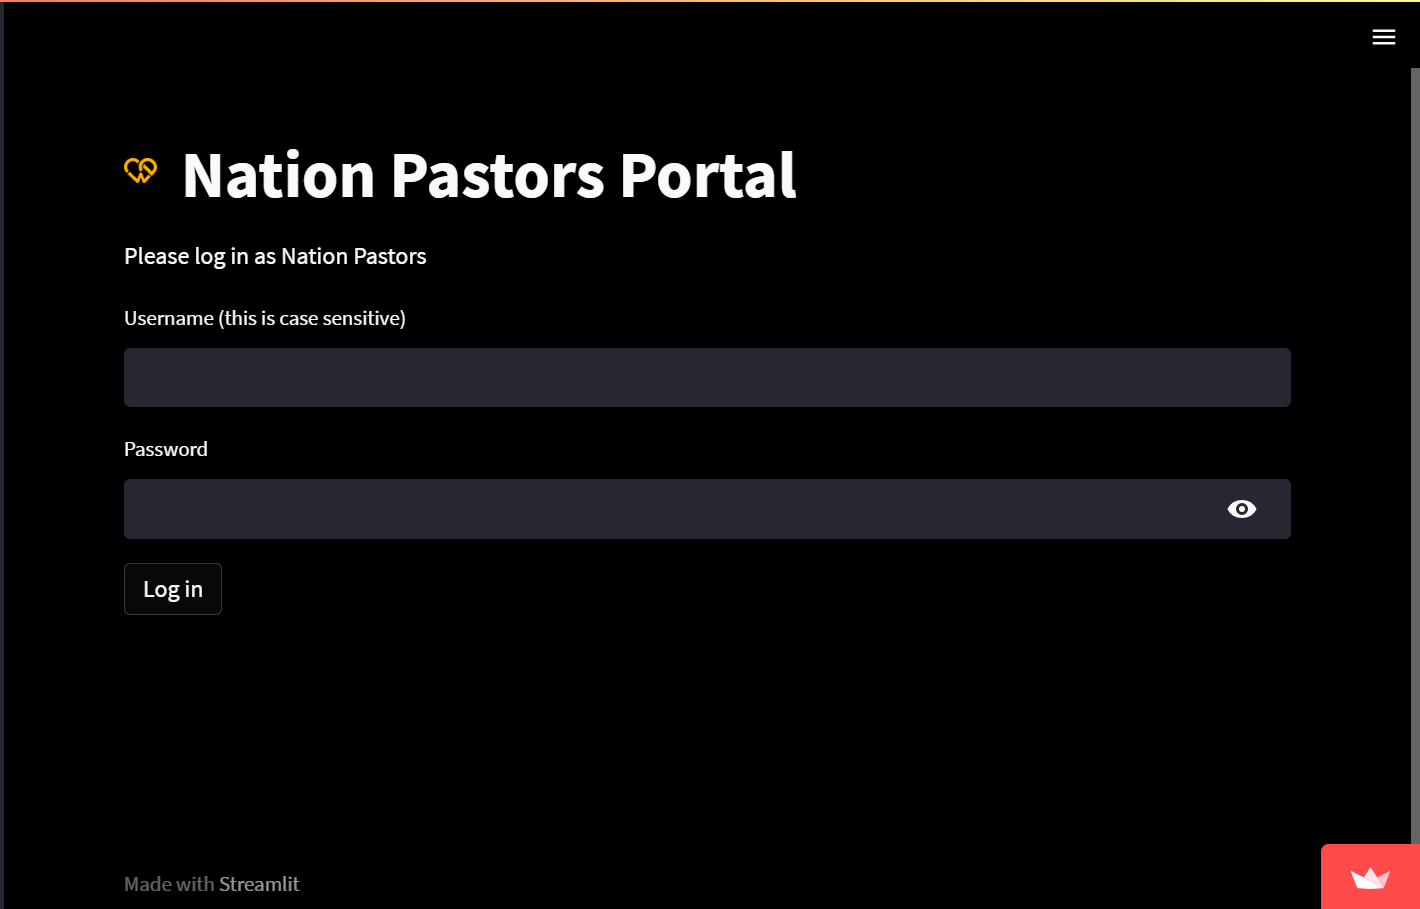 Nation Pastors Portal
Please log in as Nation Pastors
Username (this is case sensitive)
Password
Log in
Made with Streamlit